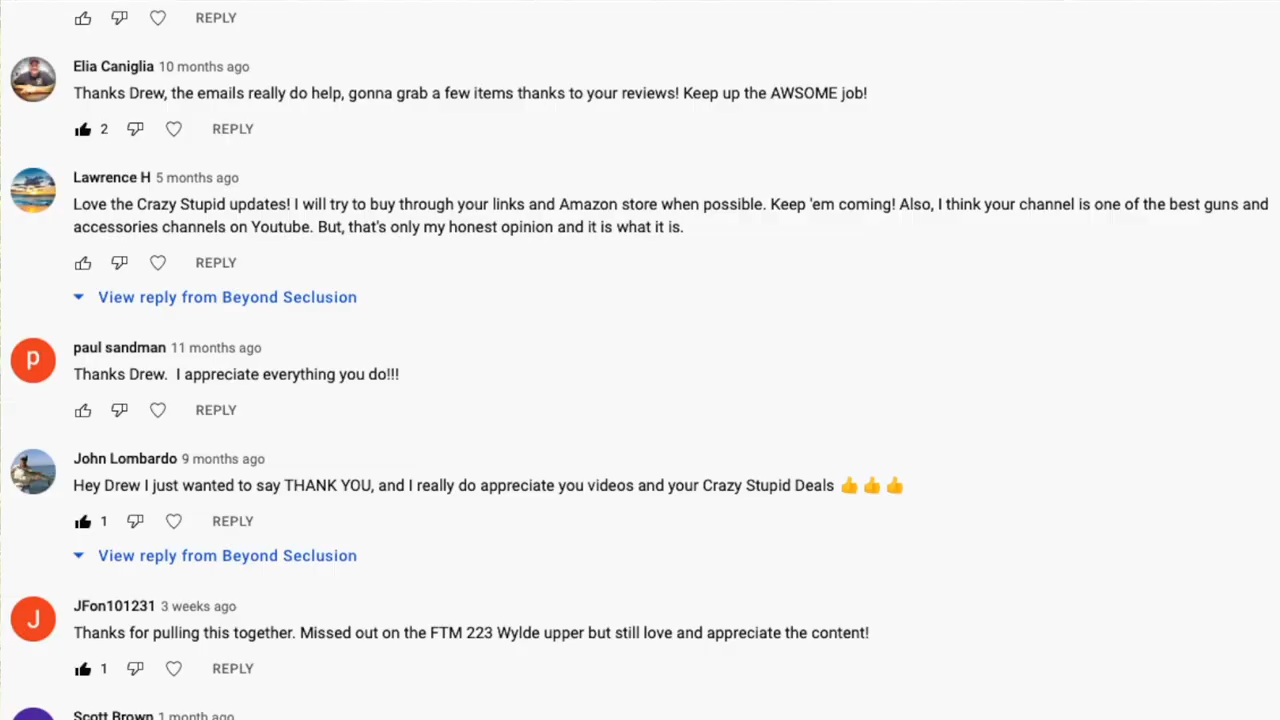 REPLY
Elia Caniglia 10 months ago
Thanks Drew, the emails really do help, gonna grab a few items thanks to your reviews! Keep up the AWSOME job!
2 REPLY
Lawrence H 5 months ago
Love the Crazy Stupid updates! I will try to buy through your links and Amazon store when possible. Keep 'em coming! Also, I think your channel is one of the best guns and
accessories channels on Youtube. But, that's only my honest opinion and it is what it is.
REPLY
View reply from Beyond Seclusion
p
paul sandman 11 months ago
Thanks Drew.  I appreciate everything you do!!!
REPLY
John Lombardo 9 months ago
Hey Drew I just wanted to say THANK YOU, and I really do appreciate you videos and your Crazy Stupid Deals 👍 👍 👍
1 REPLY
View reply from Beyond Seclusion
J
JFon101231 3 weeks ago
Thanks for pulling this together. Missed out on the FTM 223 Wylde upper but still love and appreciate the content!
1 REPLY
Scott Brown 1 month ago